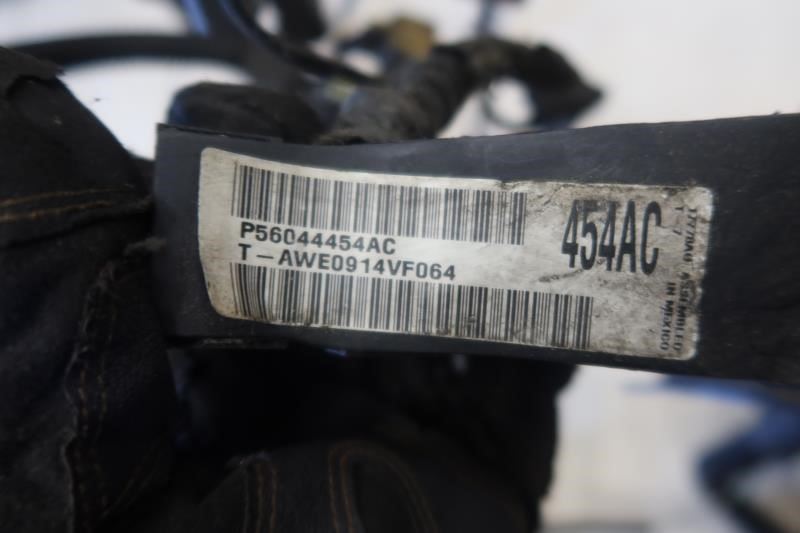 P56044454AC
T-AWE0914VF064
454AC
ASSEMBLED
IN MEXICO